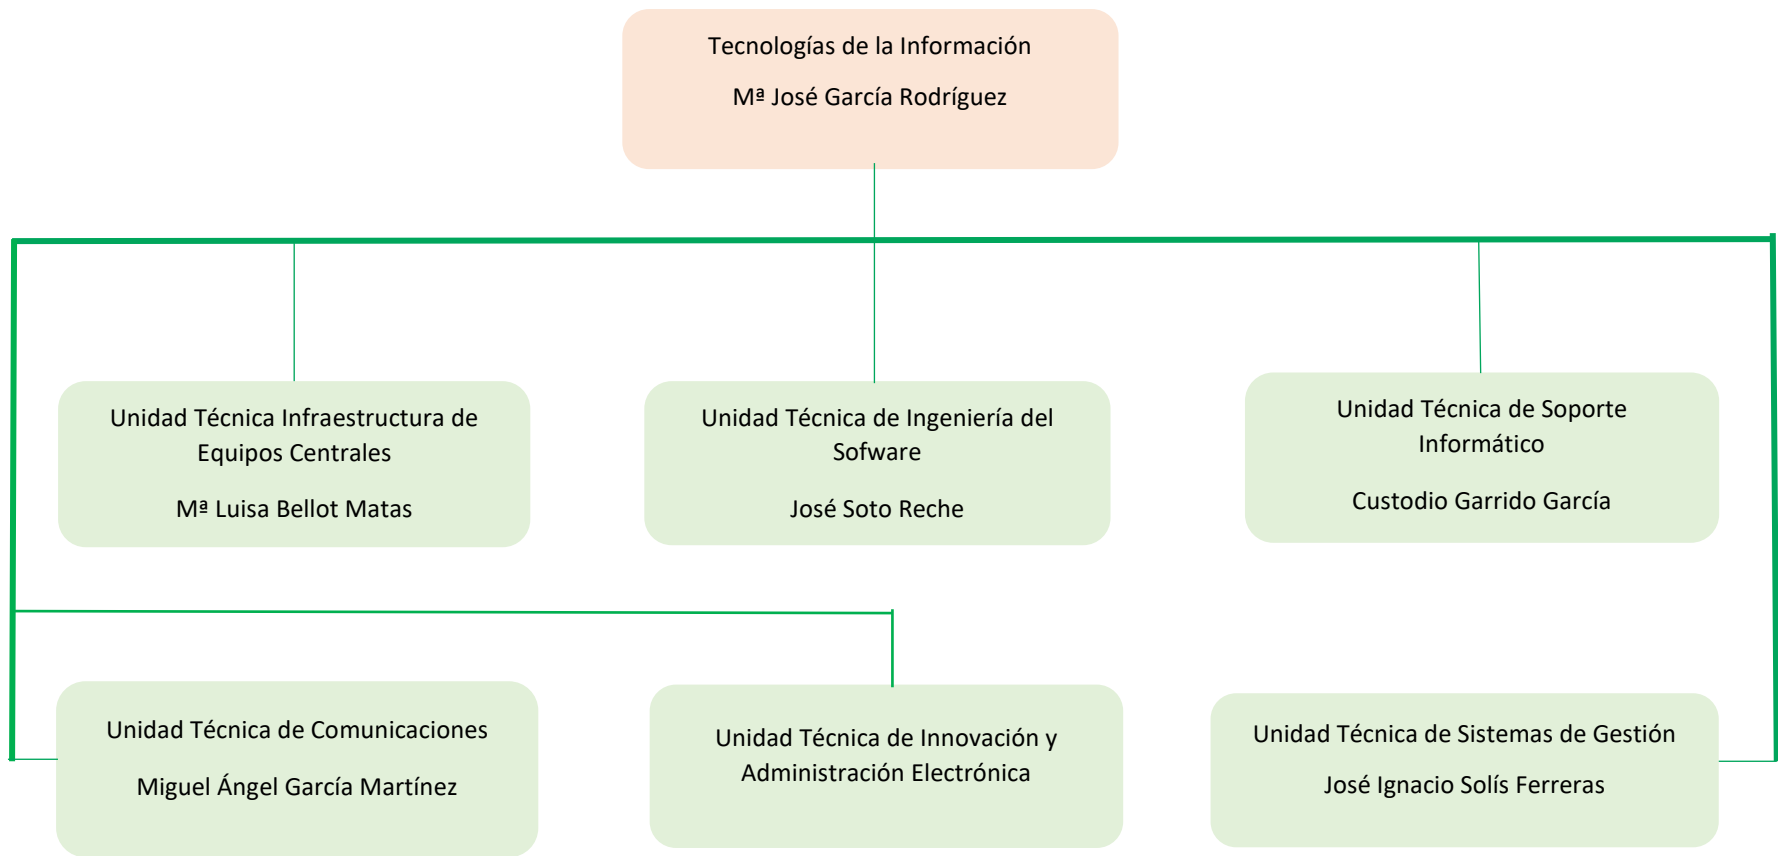 Tecnologías de la Información
Mª José García Rodríguez
Unidad Técnica Infraestructura de
Equipos Centrales
Mª Luisa Bellot Matas
Unidad Técnica de Ingeniería del
Sofware
José Soto Reche
Unidad Técnica de Soporte
Informático
Custodio Garrido García
Unidad Técnica de Comunicaciones
Miguel Ángel García Martínez
Unidad Técnica de Innovación y
Administración Electrónica
Unidad Técnica de Sistemas de Gestión
José Ignacio Solís Ferreras